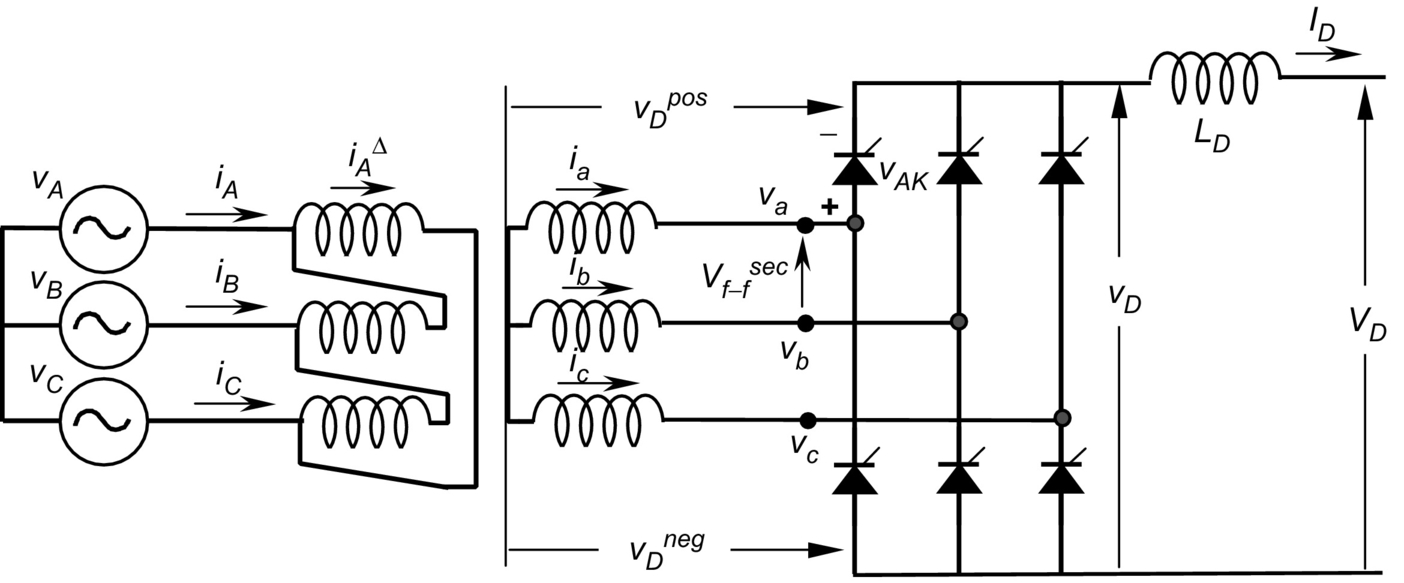 I_D
v_D^pos
–
L_D
i_A^Δ
v_A
i_A
i_a
v_a
+
v_AK
v_B
i_B
i_b
V_f–f^sec
v_D
V_D
v_b
v_C
i_C
i_c
v_c
v_D^neg